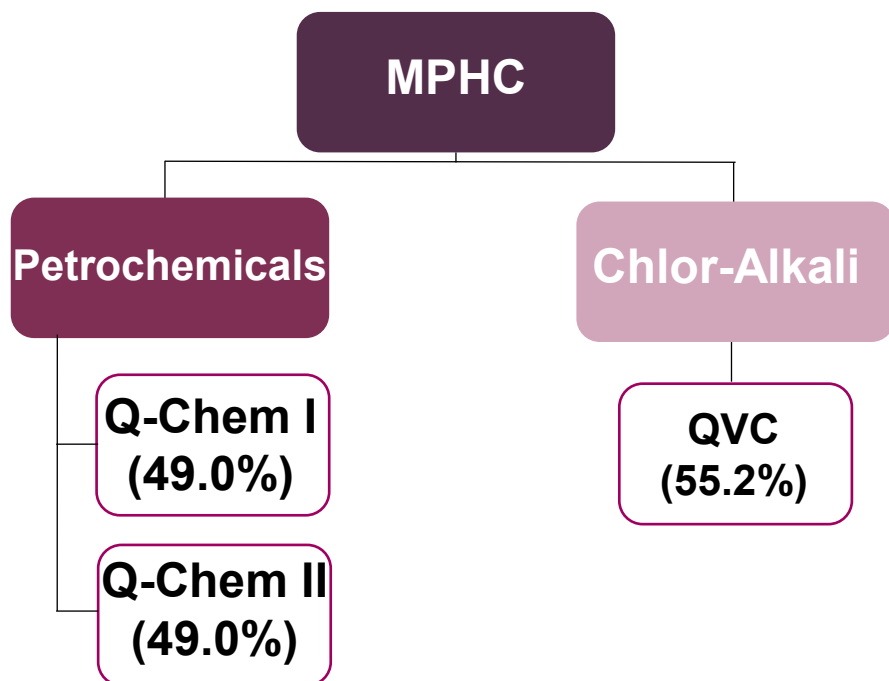 MPHC
Petrochemicals
Chlor-Alkali
Q-Chem I
(49.0%)
QVC
(55.2%)
Q-Chem II
(49.0%)